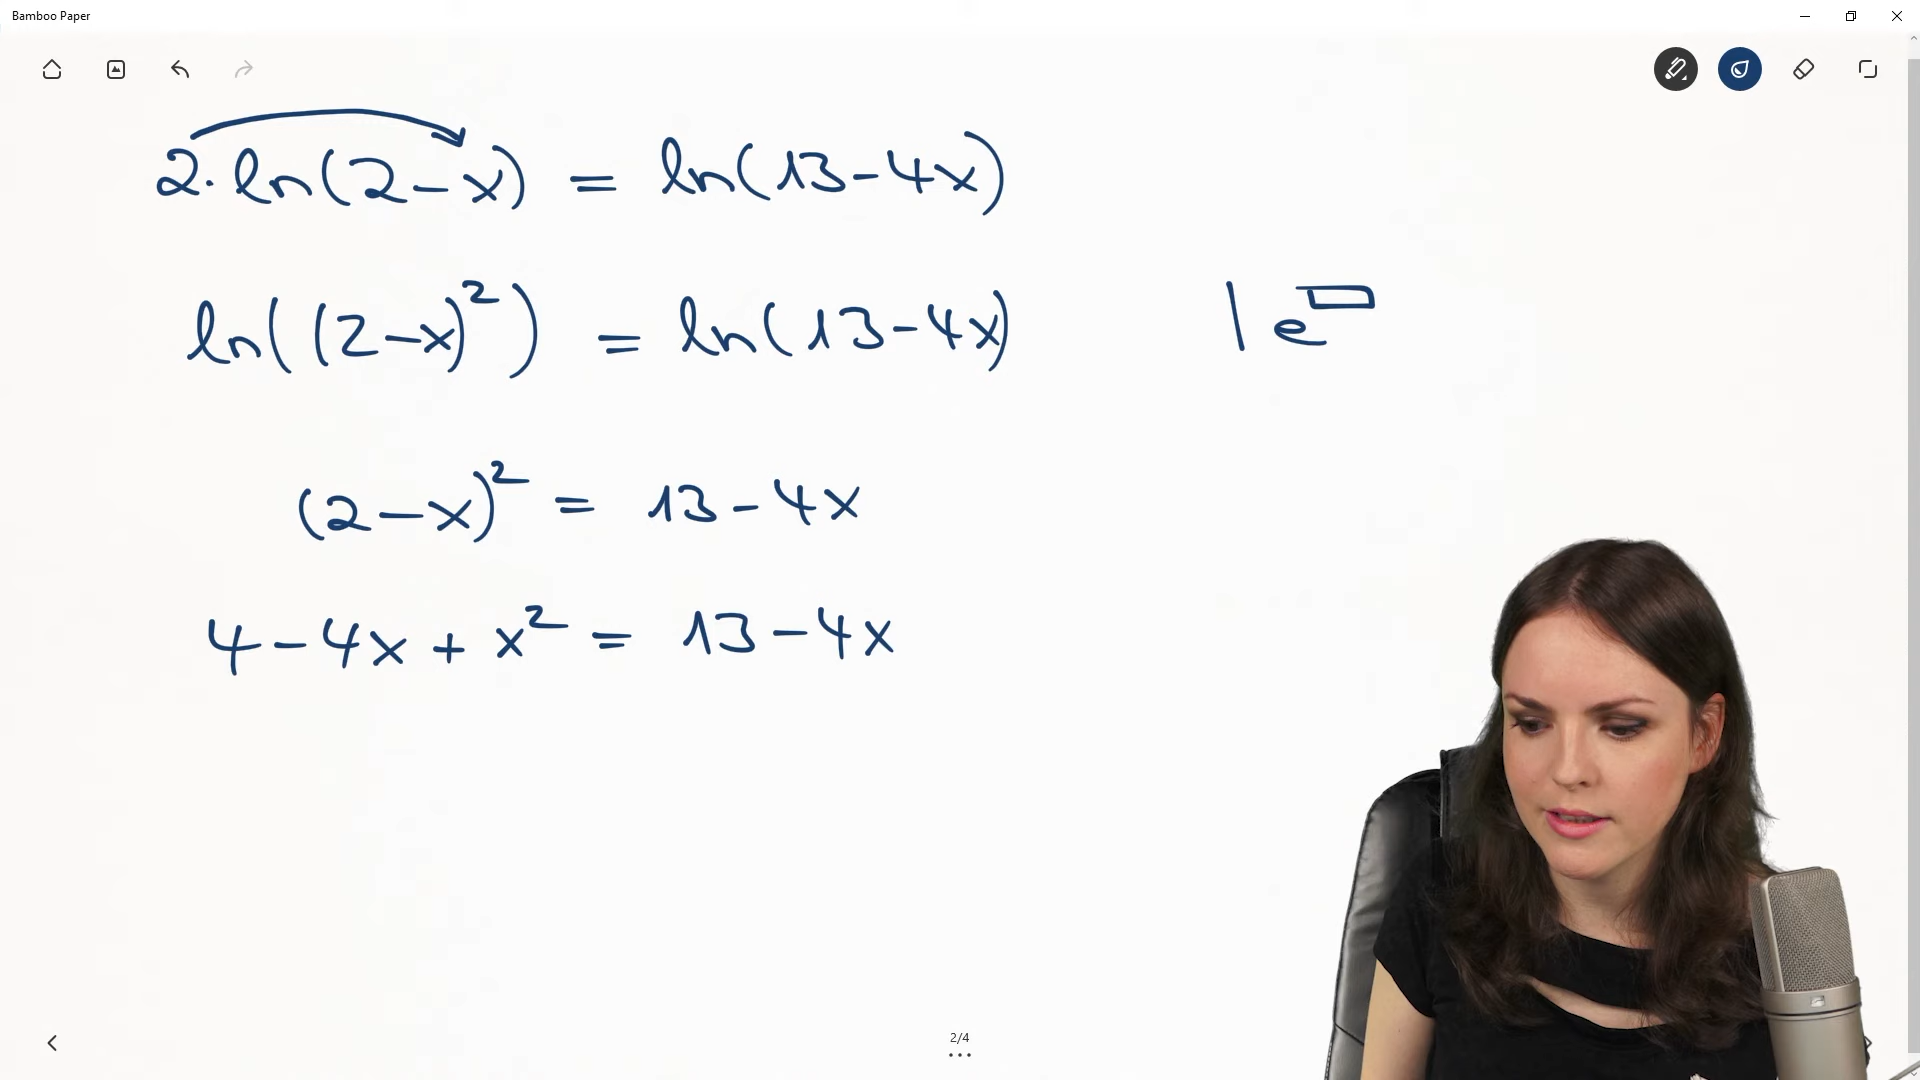 Bamboo Paper
2·ln(2−x) = ln(13−4x)
ln((2−x)²) = ln(13−4x) | e
(2−x)² = 13−4x
4−4x+x² = 13−4x
2/4